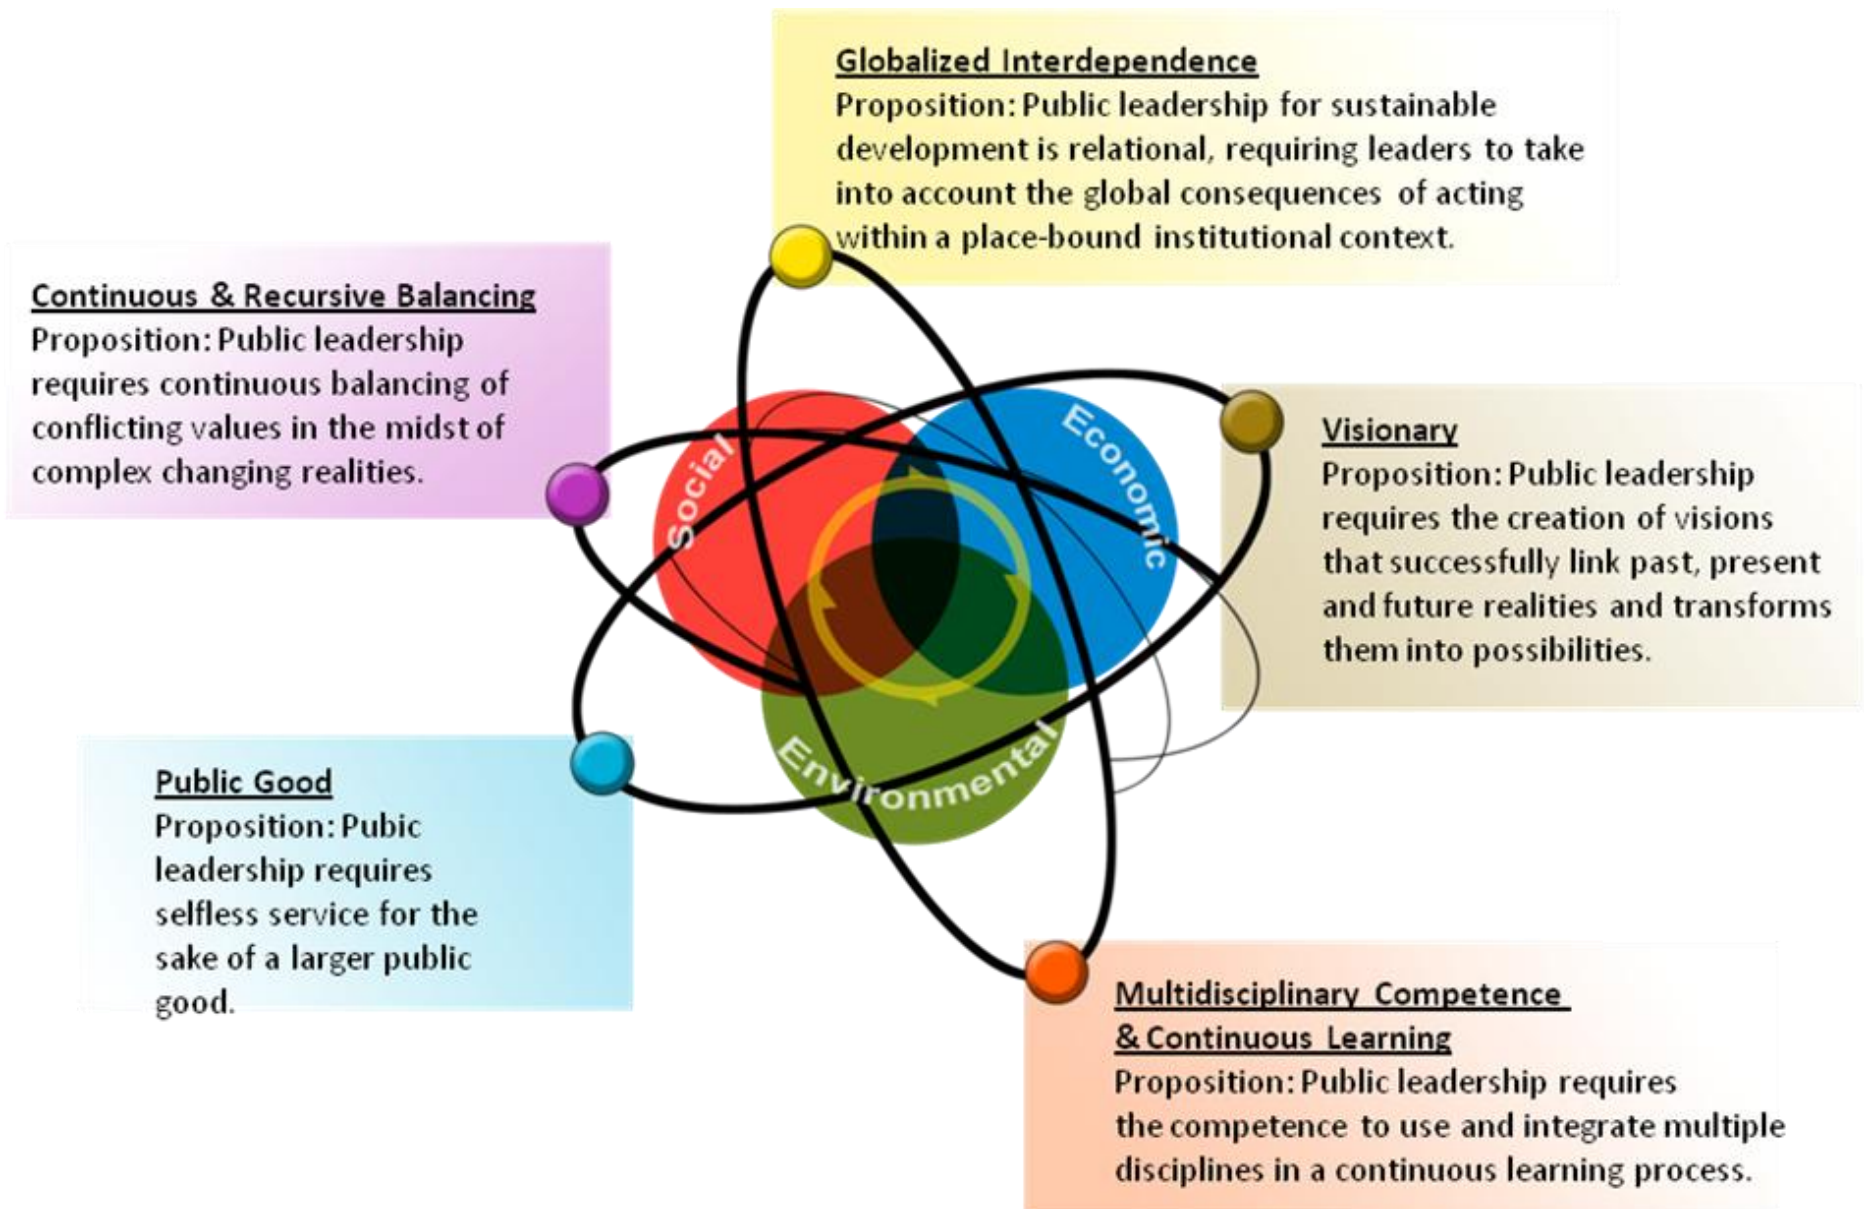 Globalized Interdependence
Proposition: Public leadership for sustainable
development is relational, requiring leaders to take
into account the global consequences of acting
within a place-bound institutional context.
Continuous & Recursive Balancing
Proposition: Public leadership
requires continuous balancing of
conflicting values in the midst of
complex changing realities.
Social
Economic
Environmental
Visionary
Proposition: Public leadership
requires the creation of visions
that successfully link past, present
and future realities and transforms
them into possibilities.
Public Good
Proposition: Pubic
leadership requires
selfless service for the
sake of a larger public
good.
Multidisciplinary Competence
& Continuous Learning
Proposition: Public leadership requires
the competence to use and integrate multiple
disciplines in a continuous learning process.